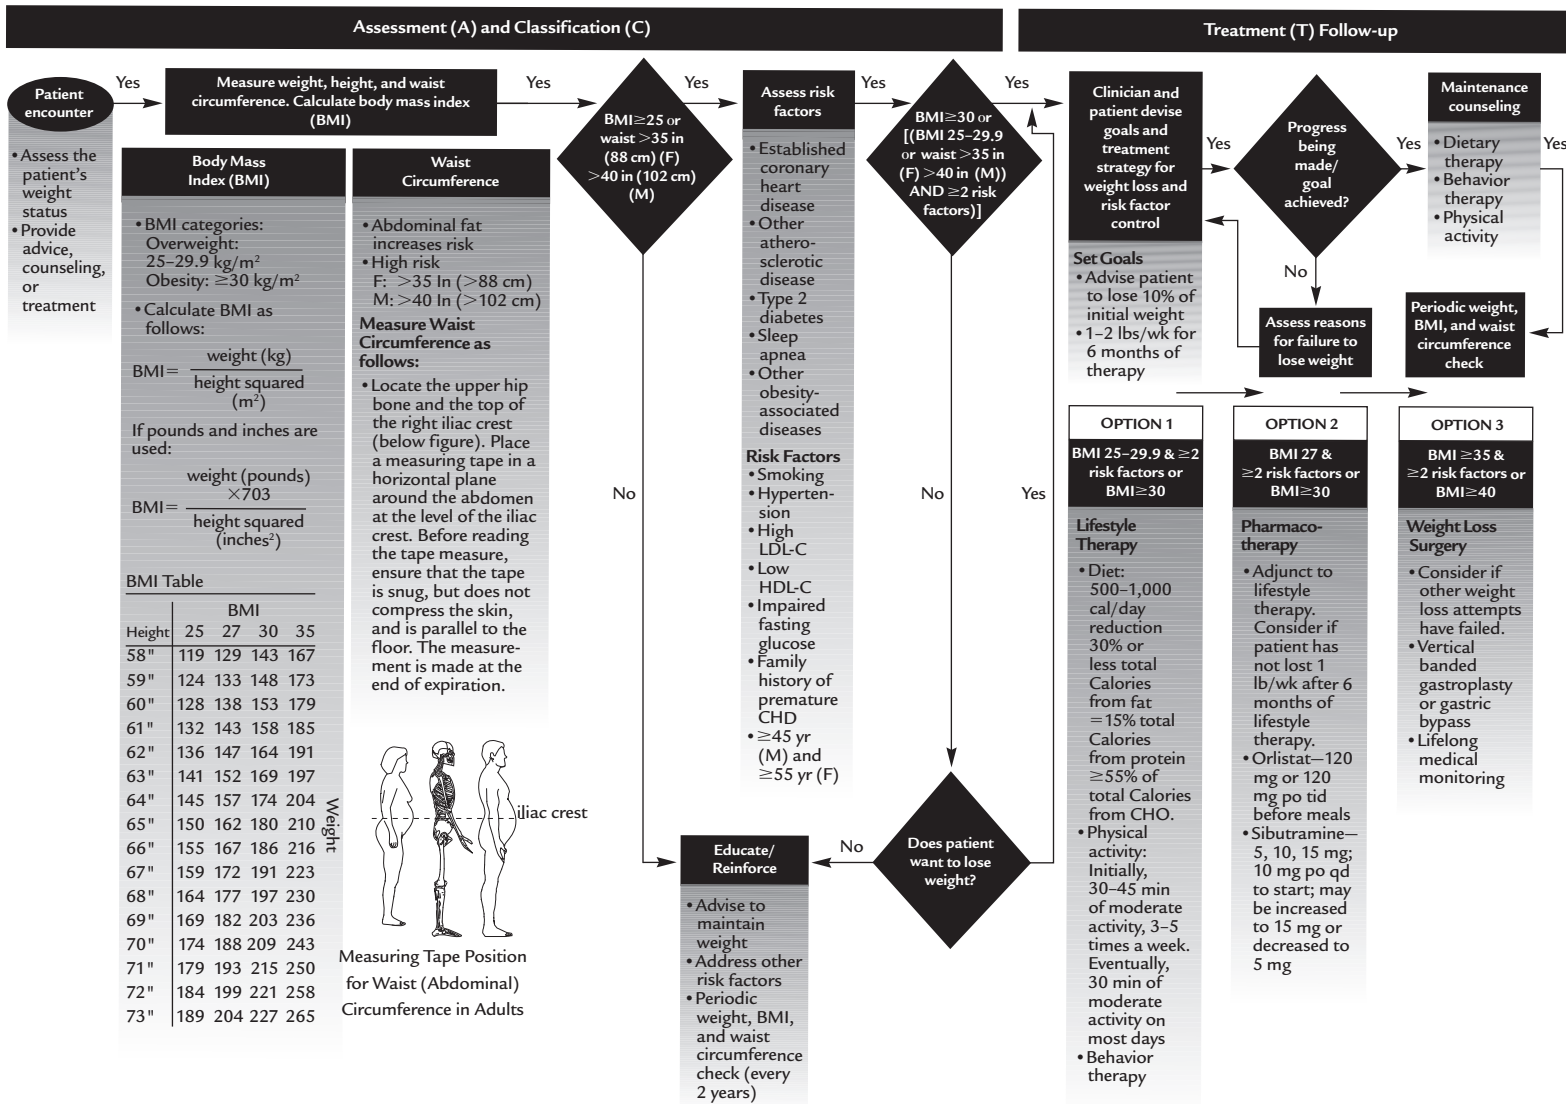 Assessment (A) and Classification (C)
Treatment (T) Follow-up
Patient
encounter
• Assess the
patient's
weight
status
• Provide
advice,
counseling,
or
treatment
Yes
Measure weight, height, and waist
circumference. Calculate body mass index
(BMI)
Body Mass
Index (BMI)
• BMI categories:
Overweight:
25–29.9 kg/m²
Obesity: ≥30 kg/m²
• Calculate BMI as
follows:
BMI=
weight (kg)
height squared
(m²)
If pounds and inches are
used:
BMI=
weight (pounds)
×703
height squared
(inches²)
BMI Table
BMI
Height 25 27 30 35
58" 119 129 143 167
59" 124 133 148 173
60" 128 138 153 179
61" 132 143 158 185
62" 136 147 164 191
63" 141 152 169 197
64" 145 157 174 204
65" 150 162 180 210
66" 155 167 186 216
67" 159 172 191 223
68" 164 177 197 230
69" 169 182 203 236
70" 174 188 209 243
71" 179 193 215 250
72" 184 199 221 258
73" 189 204 227 265
Weight
Waist
Circumference
• Abdominal fat
increases risk
• High risk
F: >35 In (>88 cm)
M: >40 In (>102 cm)
Measure Waist
Circumference as
follows:
• Locate the upper hip
bone and the top of
the right iliac crest
(below figure). Place
a measuring tape in a
horizontal plane
around the abdomen
at the level of the iliac
crest. Before reading
the tape measure,
ensure that the tape
is snug, but does not
compress the skin,
and is parallel to the
floor. The measure-
ment is made at the
end of expiration.
iliac crest
Measuring Tape Position
for Waist (Abdominal)
Circumference in Adults
Yes
BMI≥25 or
waist >35 in
(88 cm) (F)
>40 in (102 cm)
(M)
Yes
No
Assess risk
factors
• Established
coronary
heart
disease
• Other
athero-
sclerotic
disease
• Type 2
diabetes
• Sleep
apnea
• Other
obesity-
associated
diseases
Risk Factors
• Smoking
• Hyperten-
sion
• High
LDL-C
• Low
HDL-C
• Impaired
fasting
glucose
• Family
history of
premature
CHD
• ≥45 yr
(M) and
≥55 yr (F)
Yes
BMI≥30 or
[(BMI 25–29.9
or waist >35 in
(F) >40 in (M))
AND ≥2 risk
factors)]
Yes
No
Does patient
want to lose
weight?
Yes
No
Educate/
Reinforce
• Advise to
maintain
weight
• Address other
risk factors
• Periodic
weight, BMI,
and waist
circumference
check (every
2 years)
Clinician and
patient devise
goals and
treatment
strategy for
weight loss and
risk factor
control
Set Goals
• Advise patient
to lose 10% of
initial weight
• 1–2 lbs/wk for
6 months of
therapy
Yes
Progress
being
made/
goal
achieved?
Yes
No
Assess reasons
for failure to
lose weight
Maintenance
counseling
• Dietary
therapy
• Behavior
therapy
• Physical
activity
Yes
Periodic weight,
BMI, and waist
circumference
check
OPTION 1
BMI 25–29.9 & ≥2
risk factors or
BMI≥30
Lifestyle
Therapy
• Diet:
500–1,000
cal/day
reduction
30% or
less total
Calories
from fat
=15% total
Calories
from protein
≥55% of
total Calories
from CHO.
• Physical
activity:
Initially,
30–45 min
of moderate
activity, 3–5
times a week.
Eventually,
30 min of
moderate
activity on
most days
• Behavior
therapy
OPTION 2
BMI 27 &
≥2 risk factors or
BMI≥30
Pharmaco-
therapy
• Adjunct to
lifestyle
therapy.
Consider if
patient has
not lost 1
lb/wk after 6
months of
lifestyle
therapy.
• Orlistat—120
mg or 120
mg po tid
before meals
• Sibutramine—
5, 10, 15 mg;
10 mg po qd
to start; may
be increased
to 15 mg or
decreased to
5 mg
OPTION 3
BMI ≥35 &
≥2 risk factors or
BMI≥40
Weight Loss
Surgery
• Consider if
other weight
loss attempts
have failed.
• Vertical
banded
gastroplasty
or gastric
bypass
• Lifelong
medical
monitoring